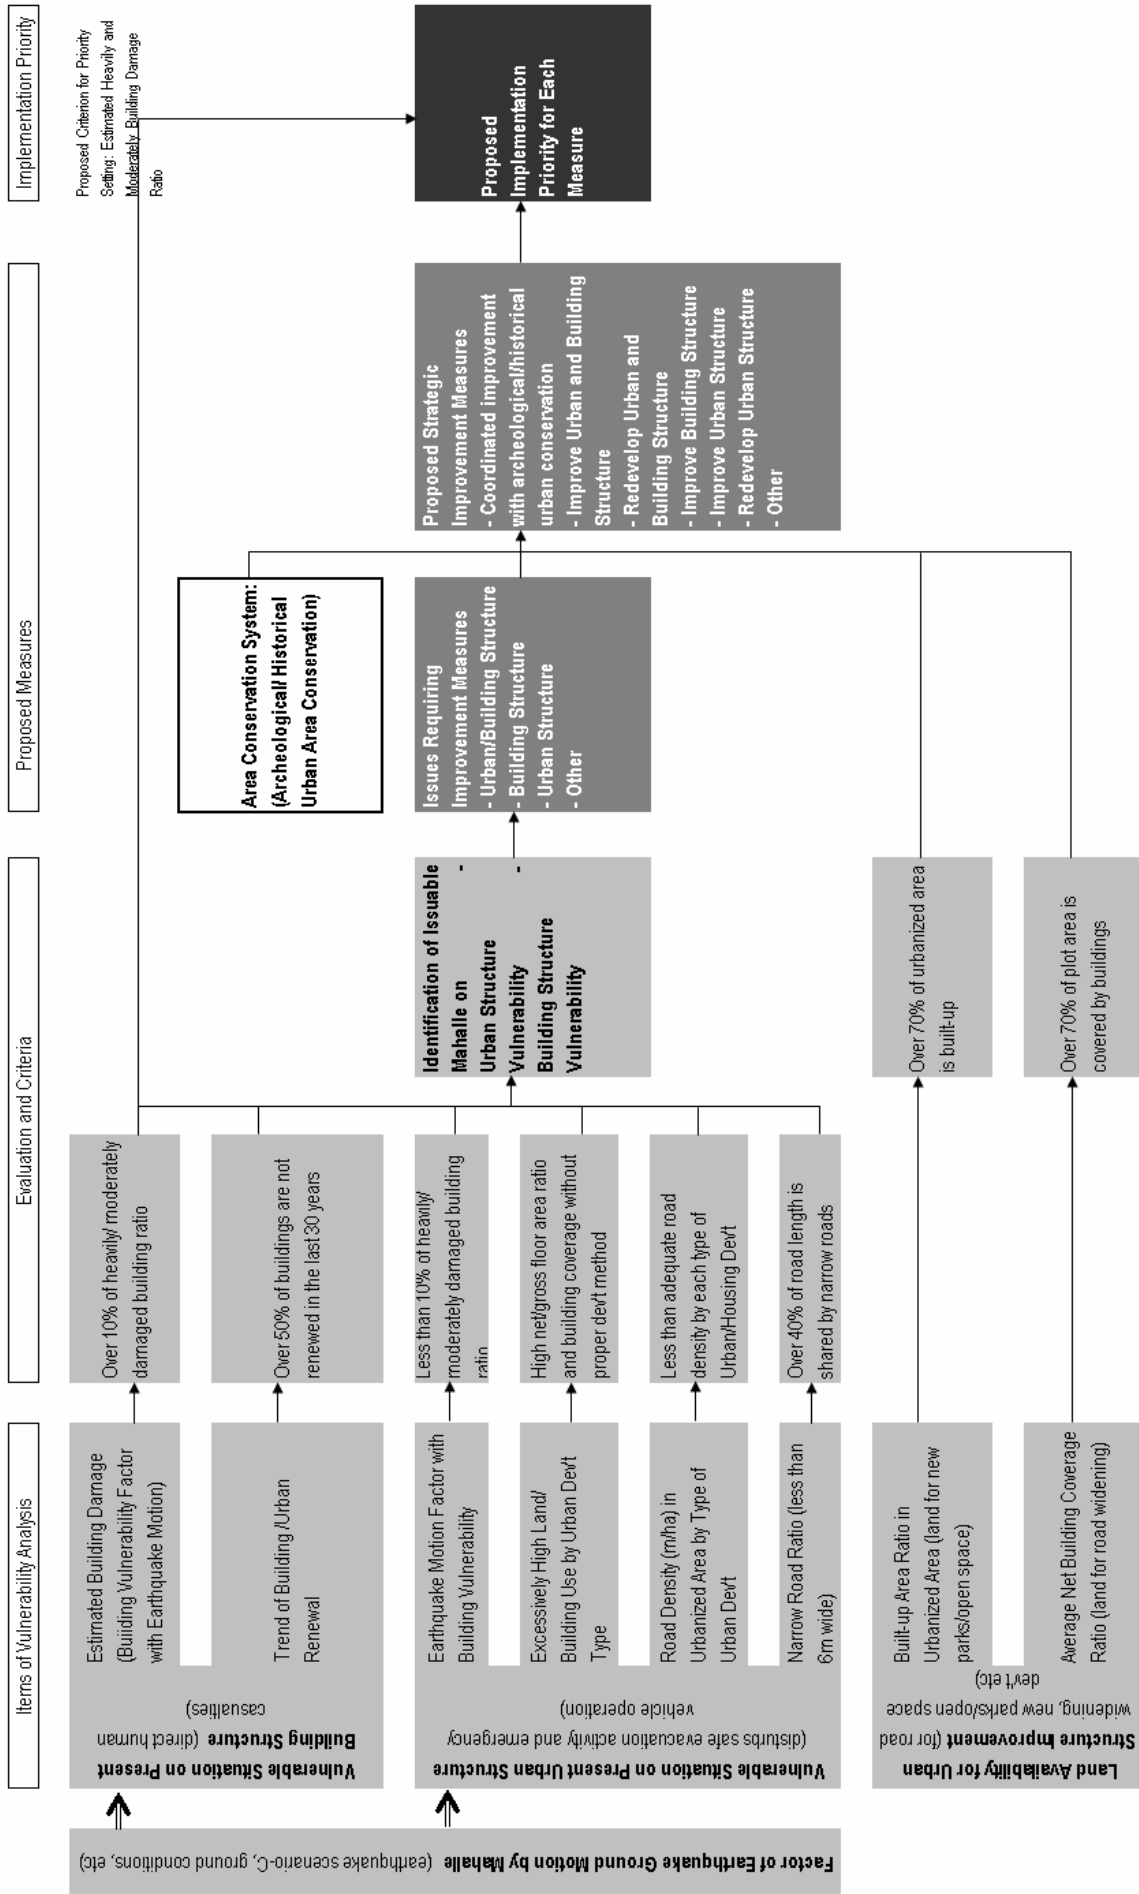 Items of Vulnerability Analysis
Evaluation and Criteria
Proposed Measures
Implementation Priority
Factor of Earthquake Ground Motion by Mahalle (earthquake scenario-C, ground conditions, etc)
Vulnerable Situation on Present
Building Structure (direct human
casualties)
Estimated Building Damage
(Building Vulnerability Factor
with Earthquake Motion)
Over 10% of heavily/ moderately
damaged building ratio
Trend of Building /Urban
Renewal
Over 50% of buildings are not
renewed in the last 30 years
Proposed Criterion for Priority
Setting: Estimated Heavily and
Moderately Building Damage
Ratio
Vulnerable Situation on Present Urban Structure
(disturbs safe evacuation activity and emergency
vehicle operation)
Earthquake Motion Factor with
Building Vulnerability
Less than 10% of heavily/
moderately damaged building
ratio
Excessively High Land/
Building Use by Urban Dev't
Type
High net/gross floor area ratio
and building coverage without
proper dev't method
Road Density (m/ha) in
Urbanized Area by Type of
Urban Dev't
Less than adequate road
density by each type of
Urban/Housing Dev't
Narrow Road Ratio (less than
6m wide)
Over 40% of road length is
shared by narrow roads
Identification of Issuable
Mahalle on -
Urban Structure
Vulnerability -
Building Structure
Vulnerability
Area Conservation System:
(Archeological/ Historical
Urban Area Conservation)
Issues Requiring
Improvement Measures
- Urban/Building Structure
- Building Structure
- Urban Structure
- Other
Proposed Strategic
Improvement Measures
- Coordinated improvement
with archeological/historical
urban conservation
- Improve Urban and Building
Structure
- Redevelop Urban and
Building Structure
- Improve Building Structure
- Improve Urban Structure
- Redevelop Urban Structure
- Other
Proposed
Implementation
Priority for Each
Measure
Land Availability for Urban
Structure Improvement (for road
widening, new parks/open space
dev't etc)
Built-up Area Ratio in
Urbanized Area (land for new
parks/open space)
Over 70% of urbanized area
is built-up
Average Net Building Coverage
Ratio (land for road widening)
Over 70% of plot area is
covered by buildings